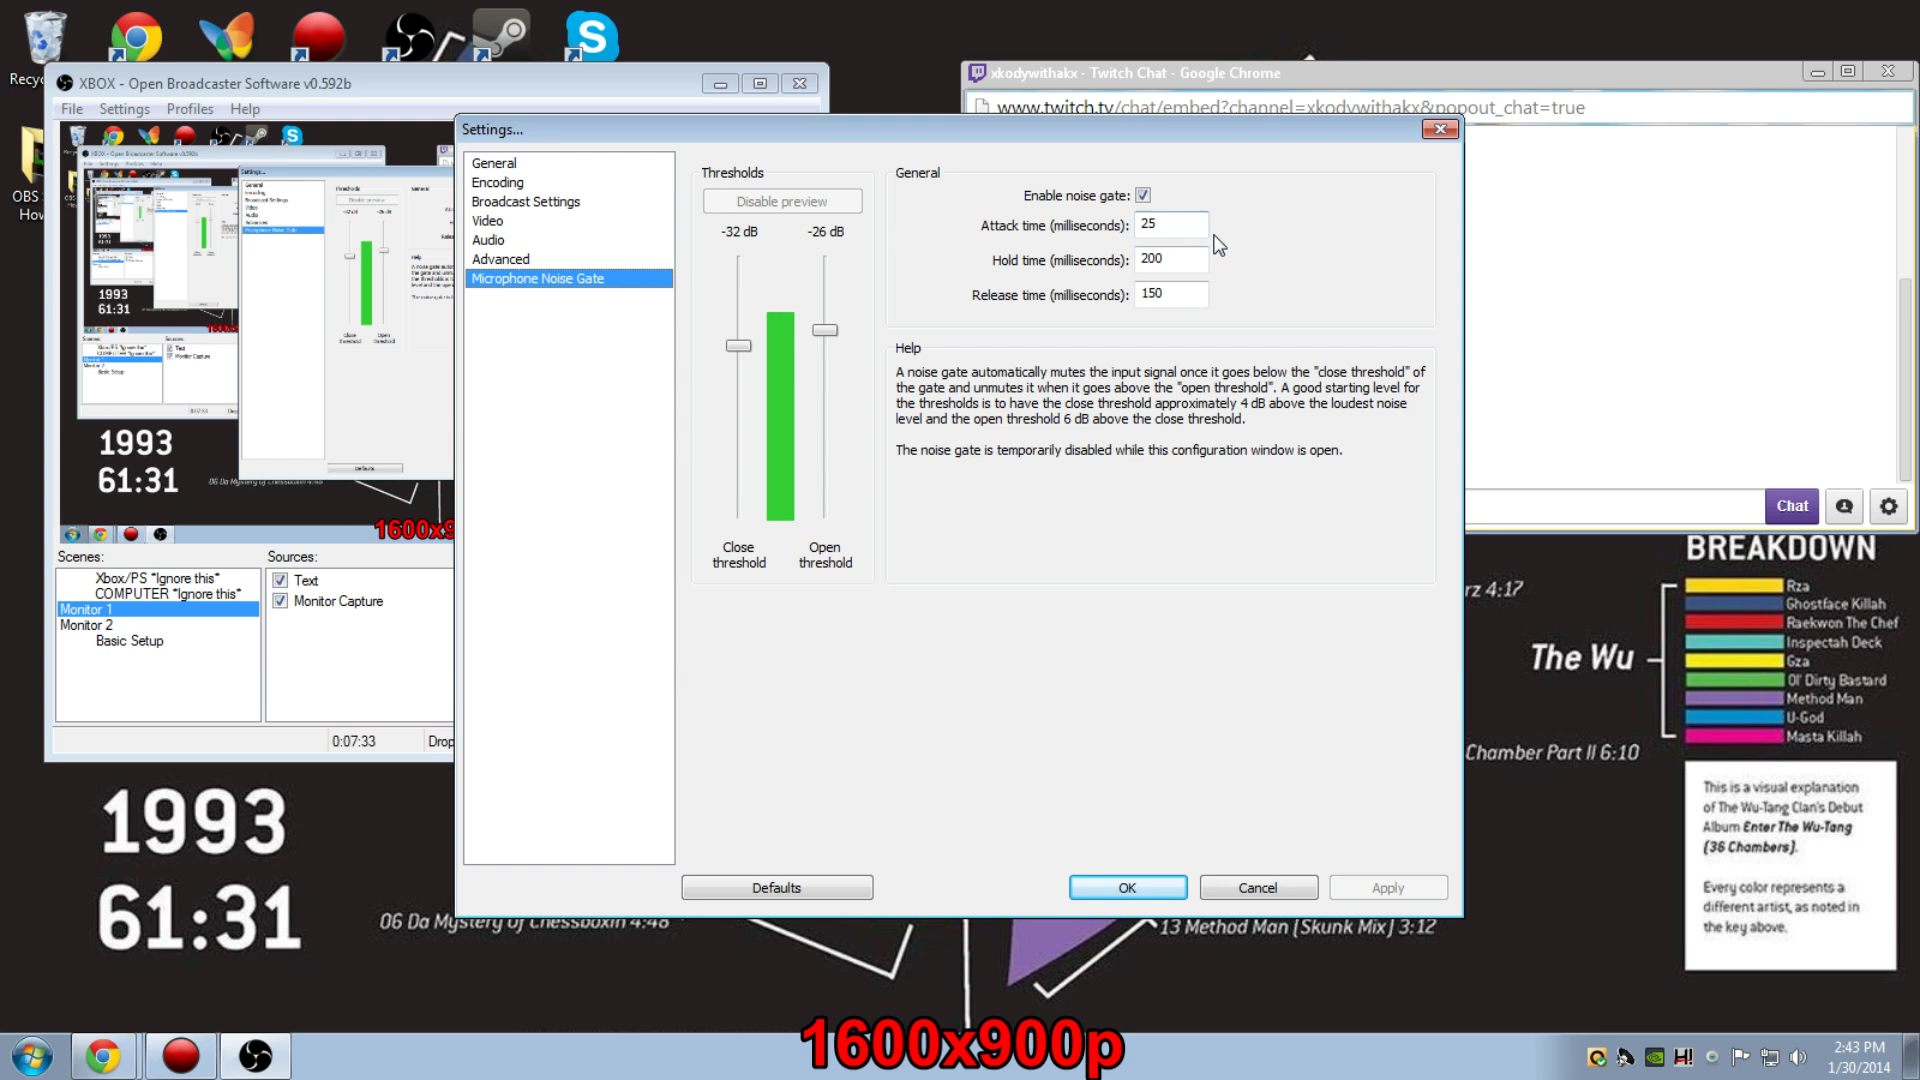 Recyc
XBOX - Open Broadcaster Software v0.592b
File Settings Profiles Help
xkodywithakx - Twitch Chat - Google Chrome
www.twitch.tv/chat/embed?channel=xkodywithakx&popout_chat=true
OBS
How
Settings...
General
Encoding
Broadcast Settings
Video
Audio
Advanced
Microphone Noise Gate
Thresholds
Disable preview
-32 dB -26 dB
Close threshold
Open threshold
General
Enable noise gate:
Attack time (milliseconds): 25
Hold time (milliseconds): 200
Release time (milliseconds): 150
Help
A noise gate automatically mutes the input signal once it goes below the "close threshold" of
the gate and unmutes it when it goes above the "open threshold". A good starting level for
the thresholds is to have the close threshold approximately 4 dB above the loudest noise
level and the open threshold 6 dB above the close threshold.
The noise gate is temporarily disabled while this configuration window is open.
Defaults
OK
Cancel
Apply
1993
61:31
1993
61:31
1600x9
Scenes:
Xbox/PS *Ignore this*
COMPUTER *Ignore this*
Monitor 1
Monitor 2
Basic Setup
Sources:
Text
Monitor Capture
0:07:33
Drop
Chat
BREAKDOWN
Rza
Ghostface Killah
Raekwon The Chef
Inspectah Deck
Gza
Ol' Dirty Bastard
Method Man
U-God
Masta Killah
The Wu
rz 4:17
Chamber Part II 6:10
This is a visual explanation
of The Wu-Tang Clan's Debut
Album Enter The Wu-Tang
(36 Chambers).
Every color represents a
different artist, as noted in
the key above.
1993
61:31
06 Da Mystery of Chessboxin 4:48
13 Method Man [Skunk Mix] 3:12
1600x900p
2:43 PM
1/30/2014